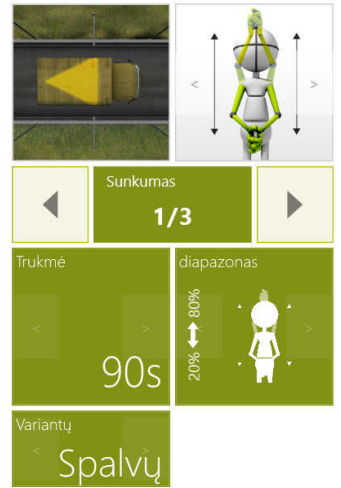 Sunkumas
1/3
Trukmė
90s
diapazonas
20% 80%
Variantų
Spalvų